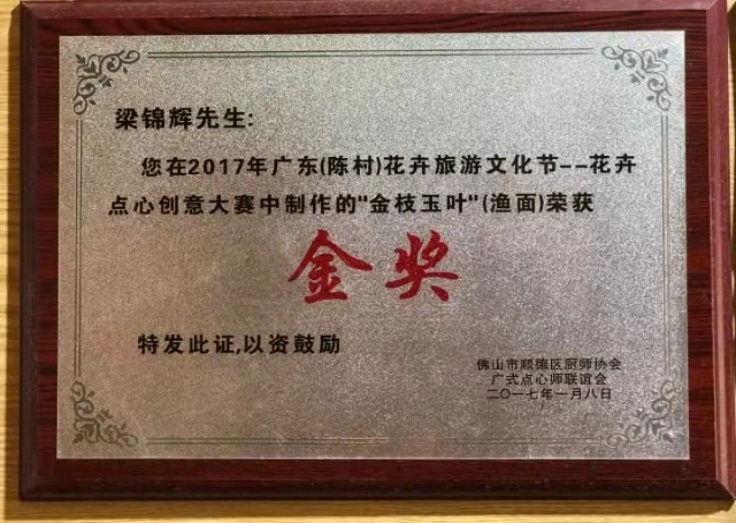 梁锦辉先生:
您在2017年广东(陈村)花卉旅游文化节--花卉
点心创意大赛中制作的"金枝玉叶"(渔面)荣获
金奖
特发此证,以资鼓励
佛山市顺德区厨师协会
广式点心师联谊会
二〇一七年一月八日